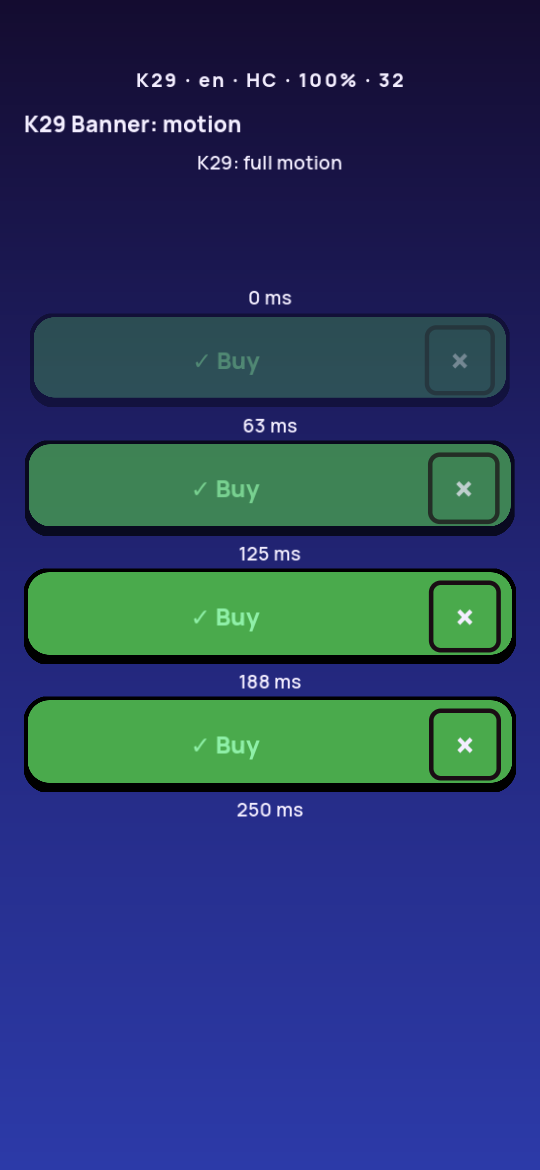 K29 · en · HC · 100% · 32
K29 Banner: motion
K29: full motion
0 ms
✓ Buy ×
63 ms
✓ Buy ×
125 ms
✓ Buy ×
188 ms
✓ Buy ×
250 ms